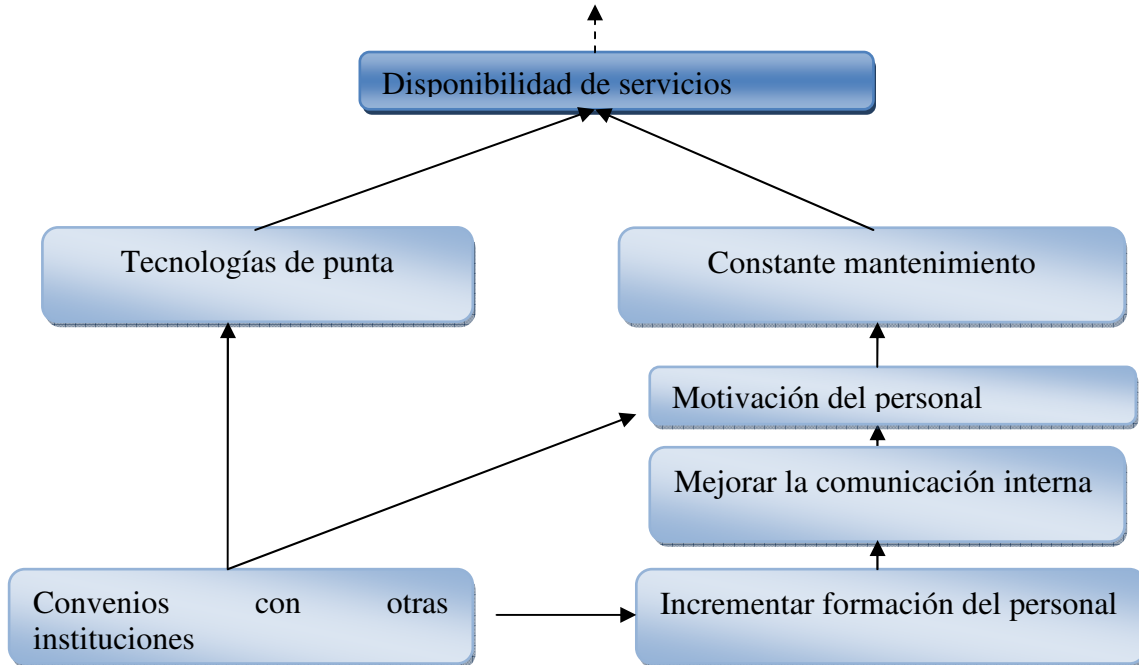 Disponibilidad de servicios
Tecnologías de punta
Constante mantenimiento
Motivación del personal
Mejorar la comunicación interna
Convenios con otras
instituciones
Incrementar formación del personal